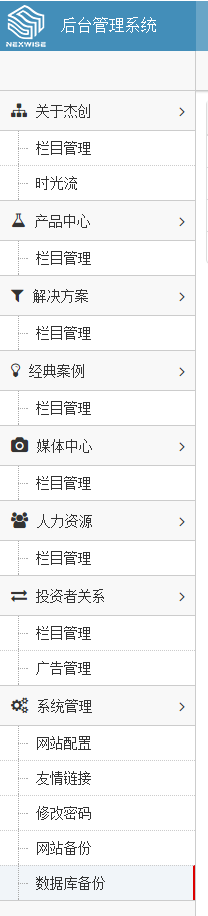 NEXWISE
后台管理系统
关于杰创
栏目管理
时光流
产品中心
栏目管理
解决方案
栏目管理
经典案例
栏目管理
媒体中心
栏目管理
人力资源
栏目管理
投资者关系
栏目管理
广告管理
系统管理
网站配置
友情链接
修改密码
网站备份
数据库备份